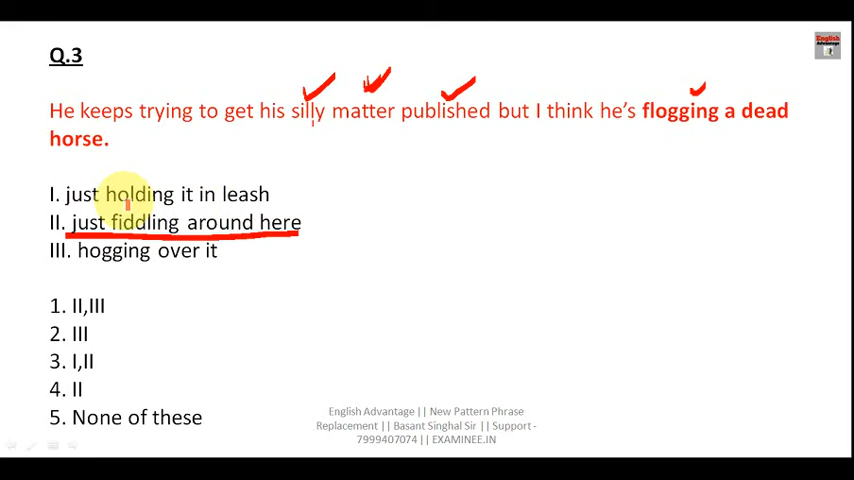 English
Advantage
Q.3
He keeps trying to get his silly matter published but I think he's flogging a dead
horse.
I. just holding it in leash
II. just fiddling around here
III. hogging over it
1. II,III
2. III
3. I,II
4. II
5. None of these
English Advantage || New Pattern Phrase
Replacement || Basant Singhal Sir || Support -
7999407074 || EXAMINEE.IN